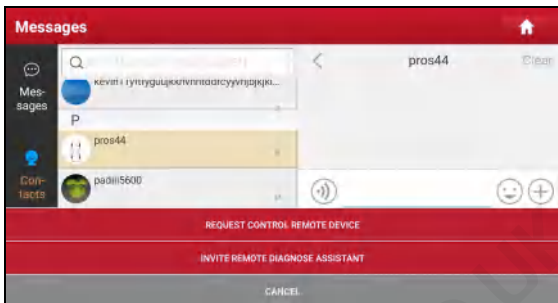 Messages
Mes-
sages
P
pros44
padili5600
Con-
tacts
pros44
Clear
REQUEST CONTROL REMOTE DEVICE
INVITE REMOTE DIAGNOSE ASSISTANT
CANCEL